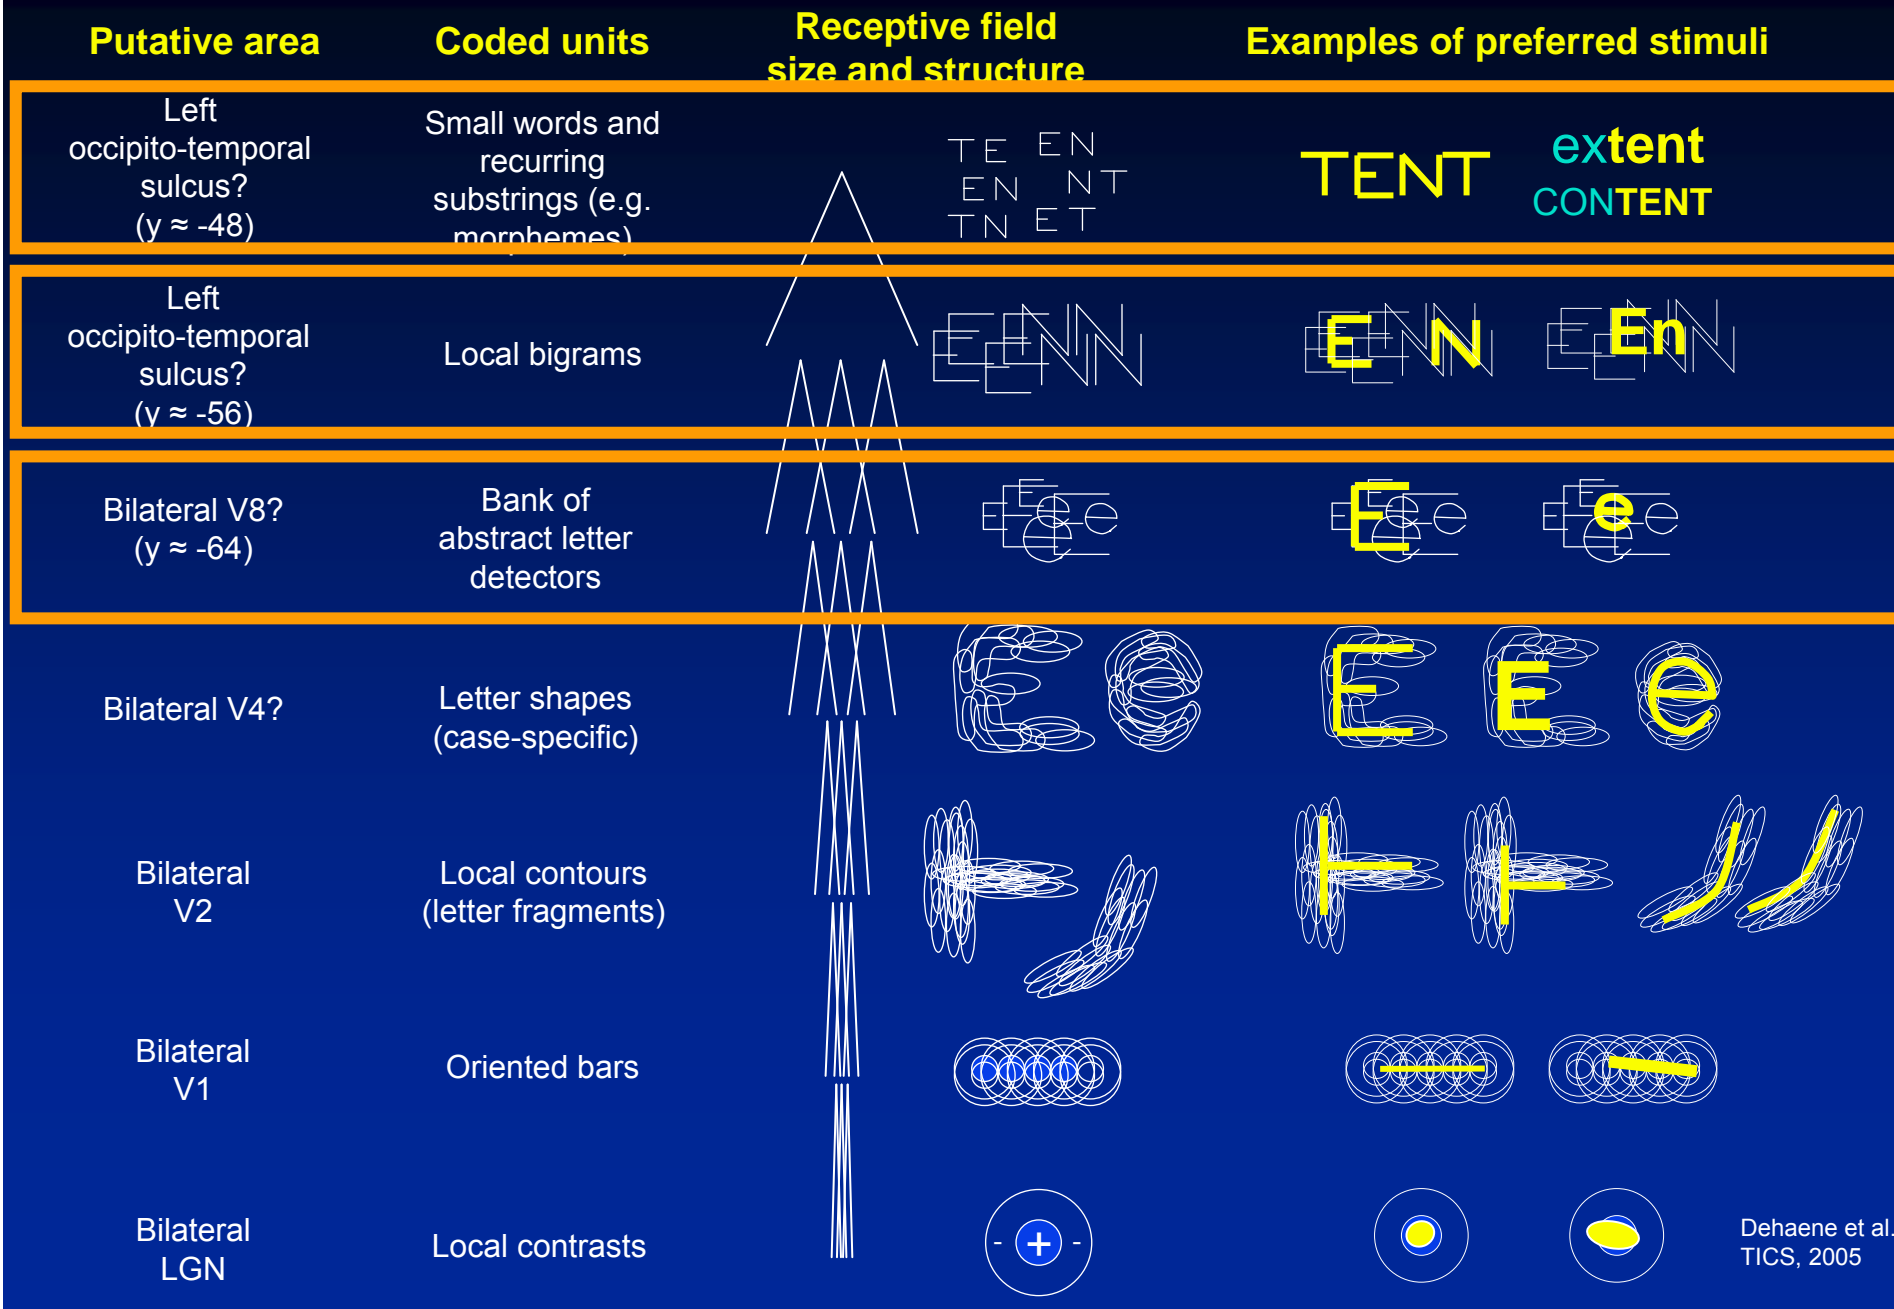 Putative area
Coded units
Receptive field
size and structure
Examples of preferred stimuli
Left
occipito-temporal
sulcus?
(y ≈ -48)
Small words and
recurring
substrings (e.g.
morphemes)
TE EN
EN NT
TN ET
TENT
extent
CONTENT
Left
occipito-temporal
sulcus?
(y ≈ -56)
Local bigrams
E E E N N N
E N
En
Bilateral V8?
(y ≈ -64)
Bank of
abstract letter
detectors
E E E e e e
E
e
Bilateral V4?
Letter shapes
(case-specific)
E e
E E e
Bilateral
V2
Local contours
(letter fragments)
Bilateral
V1
Oriented bars
Bilateral
LGN
Local contrasts
- + -
Dehaene et al.
TICS, 2005